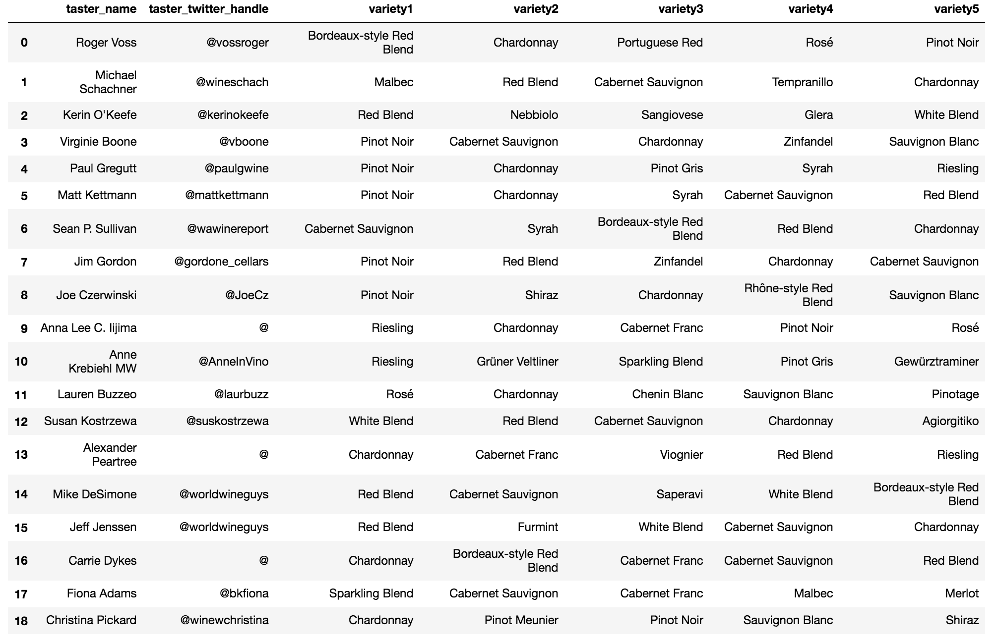 taster_name taster_twitter_handle variety1 variety2 variety3 variety4 variety5
0 Roger Voss @vossroger Bordeaux-style Red Blend Chardonnay Portuguese Red Rosé Pinot Noir
1 Michael Schachner @wineschach Malbec Red Blend Cabernet Sauvignon Tempranillo Chardonnay
2 Kerin O’Keefe @kerinokeefe Red Blend Nebbiolo Sangiovese Glera White Blend
3 Virginie Boone @vboone Pinot Noir Cabernet Sauvignon Chardonnay Zinfandel Sauvignon Blanc
4 Paul Gregutt @paulgwine Pinot Noir Chardonnay Pinot Gris Syrah Riesling
5 Matt Kettmann @mattkettmann Pinot Noir Chardonnay Syrah Cabernet Sauvignon Red Blend
6 Sean P. Sullivan @wawinereport Cabernet Sauvignon Syrah Bordeaux-style Red Blend Red Blend Chardonnay
7 Jim Gordon @gordone_cellars Pinot Noir Red Blend Zinfandel Chardonnay Cabernet Sauvignon
8 Joe Czerwinski @JoeCz Pinot Noir Shiraz Chardonnay Rhône-style Red Blend Sauvignon Blanc
9 Anna Lee C. Iijima @ Riesling Chardonnay Cabernet Franc Pinot Noir Rosé
10 Anne Krebiehl MW @AnneInVino Riesling Grüner Veltliner Sparkling Blend Pinot Gris Gewürztraminer
11 Lauren Buzzeo @laurbuzz Rosé Chardonnay Chenin Blanc Sauvignon Blanc Pinotage
12 Susan Kostrzewa @suskostrzewa White Blend Red Blend Cabernet Sauvignon Chardonnay Agiorgitiko
13 Alexander Peartree @ Chardonnay Cabernet Franc Viognier Red Blend Riesling
14 Mike DeSimone @worldwineguys Red Blend Cabernet Sauvignon Saperavi White Blend Bordeaux-style Red Blend
15 Jeff Jenssen @worldwineguys Red Blend Furmint White Blend Cabernet Sauvignon Chardonnay
16 Carrie Dykes @ Chardonnay Bordeaux-style Red Blend Cabernet Franc Cabernet Sauvignon Red Blend
17 Fiona Adams @bkfiona Sparkling Blend Cabernet Sauvignon Cabernet Franc Malbec Merlot
18 Christina Pickard @winewchristina Chardonnay Pinot Meunier Pinot Noir Sauvignon Blanc Shiraz